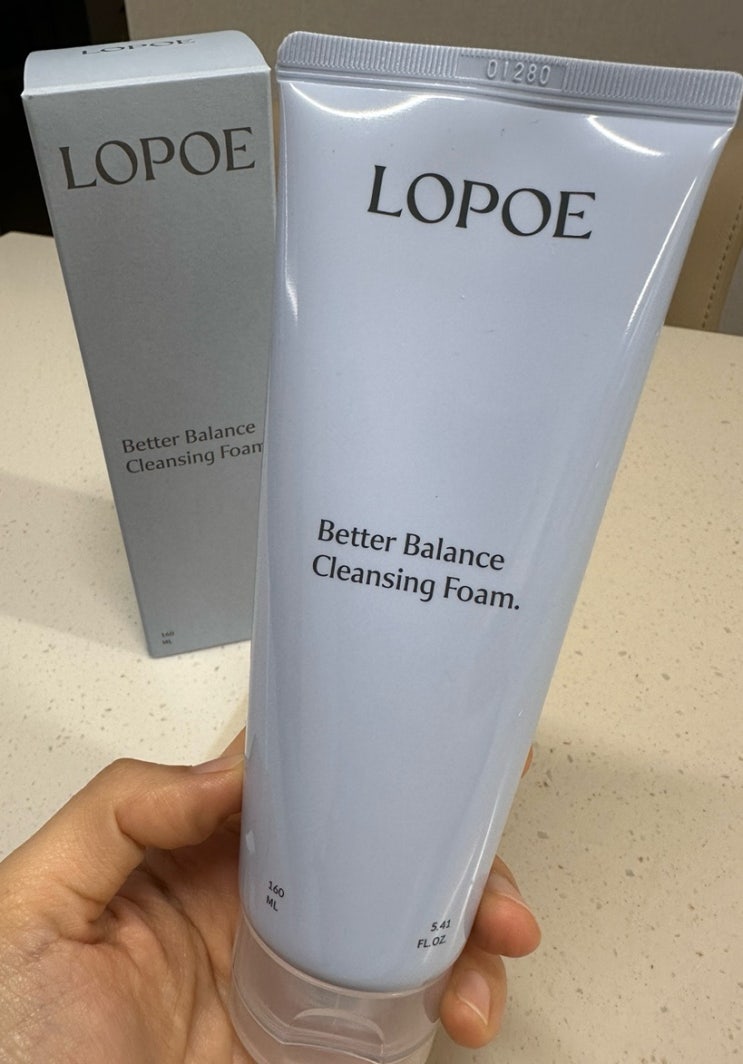 LOPOE
LOPOE
Better Balance
Cleansing Foam
160
ML
01280
LOPOE
Better Balance
Cleansing Foam.
160
ML
5.41
FL.OZ